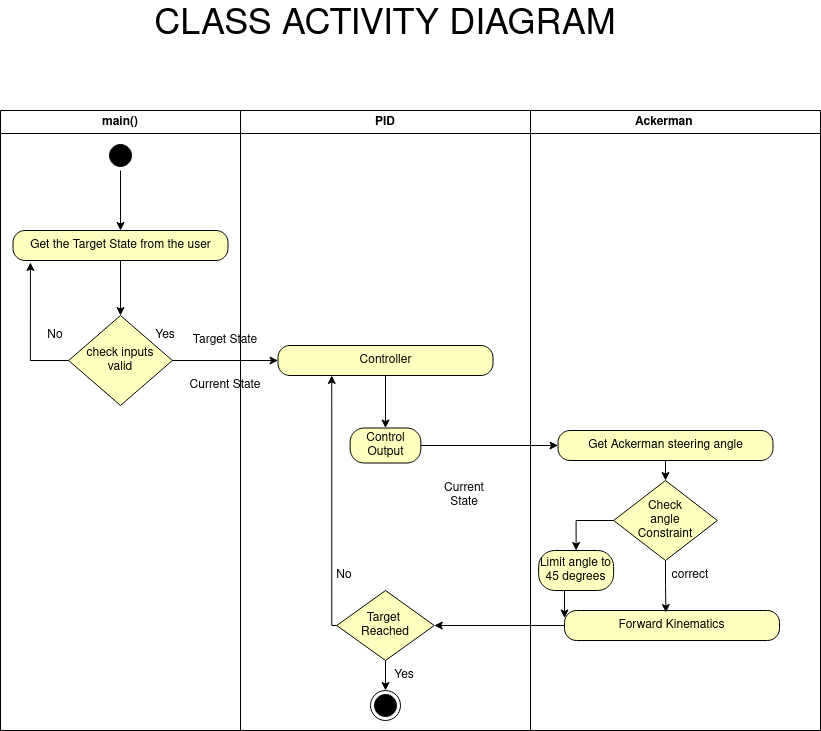 CLASS ACTIVITY DIAGRAM
main()
PID
Ackerman
Get the Target State from the user
No
Yes
check inputs
valid
Target State
Current State
Controller
Control
Output
Get Ackerman steering angle
Current
State
Check
angle
Constraint
Limit angle to
45 degrees
correct
No
Target
Reached
Forward Kinematics
Yes